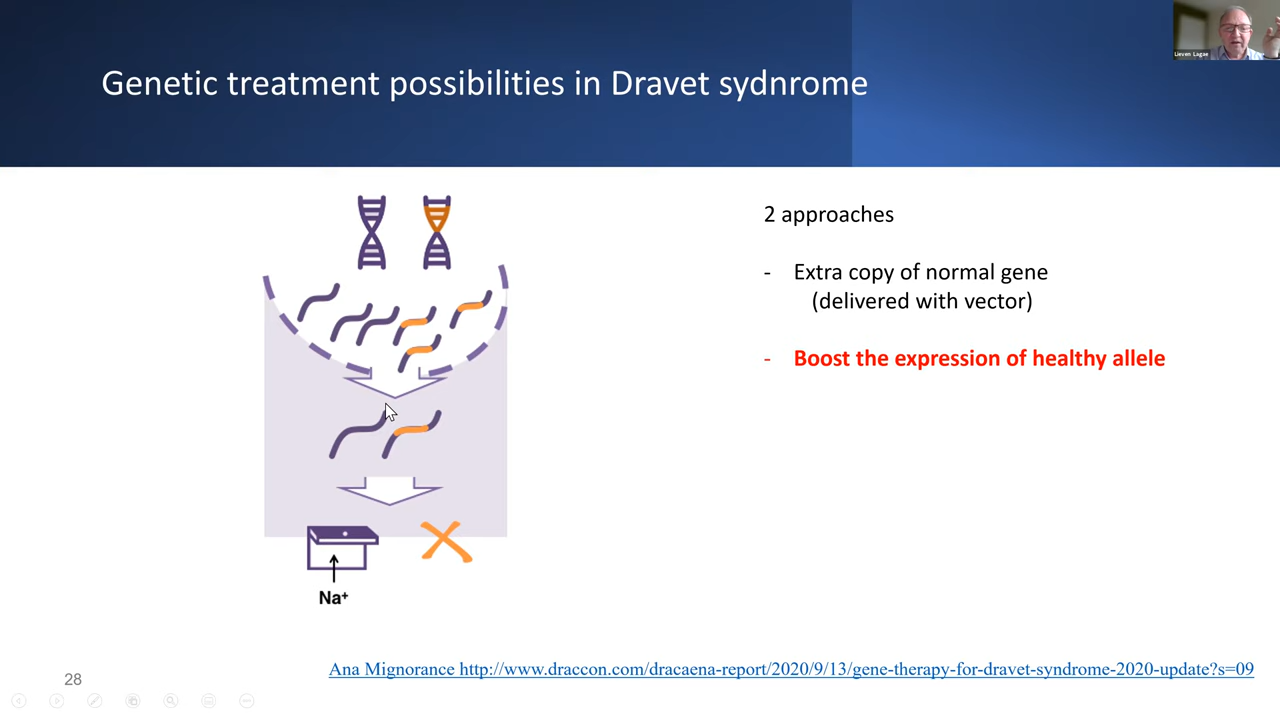 Lieven Lagae
Genetic treatment possibilities in Dravet sydnrome
2 approaches
- Extra copy of normal gene
(delivered with vector)
- Boost the expression of healthy allele
Na⁺
Ana Mignorance http://www.draccon.com/dracaena-report/2020/9/13/gene-therapy-for-dravet-syndrome-2020-update?s=09
28